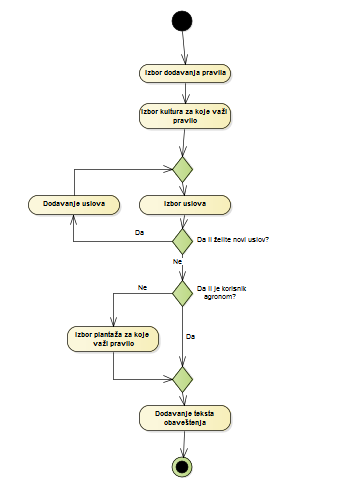 Izbor dodavanja pravila
Izbor kultura za koje važi
pravilo
Dodavanje uslova
Izbor uslova
Da
Da li želite novi uslov?
Ne
Ne
Da li je korisnik
agronom?
Izbor plantaža za koje
važi pravilo
Da
Dodavanje teksta
obaveštenja